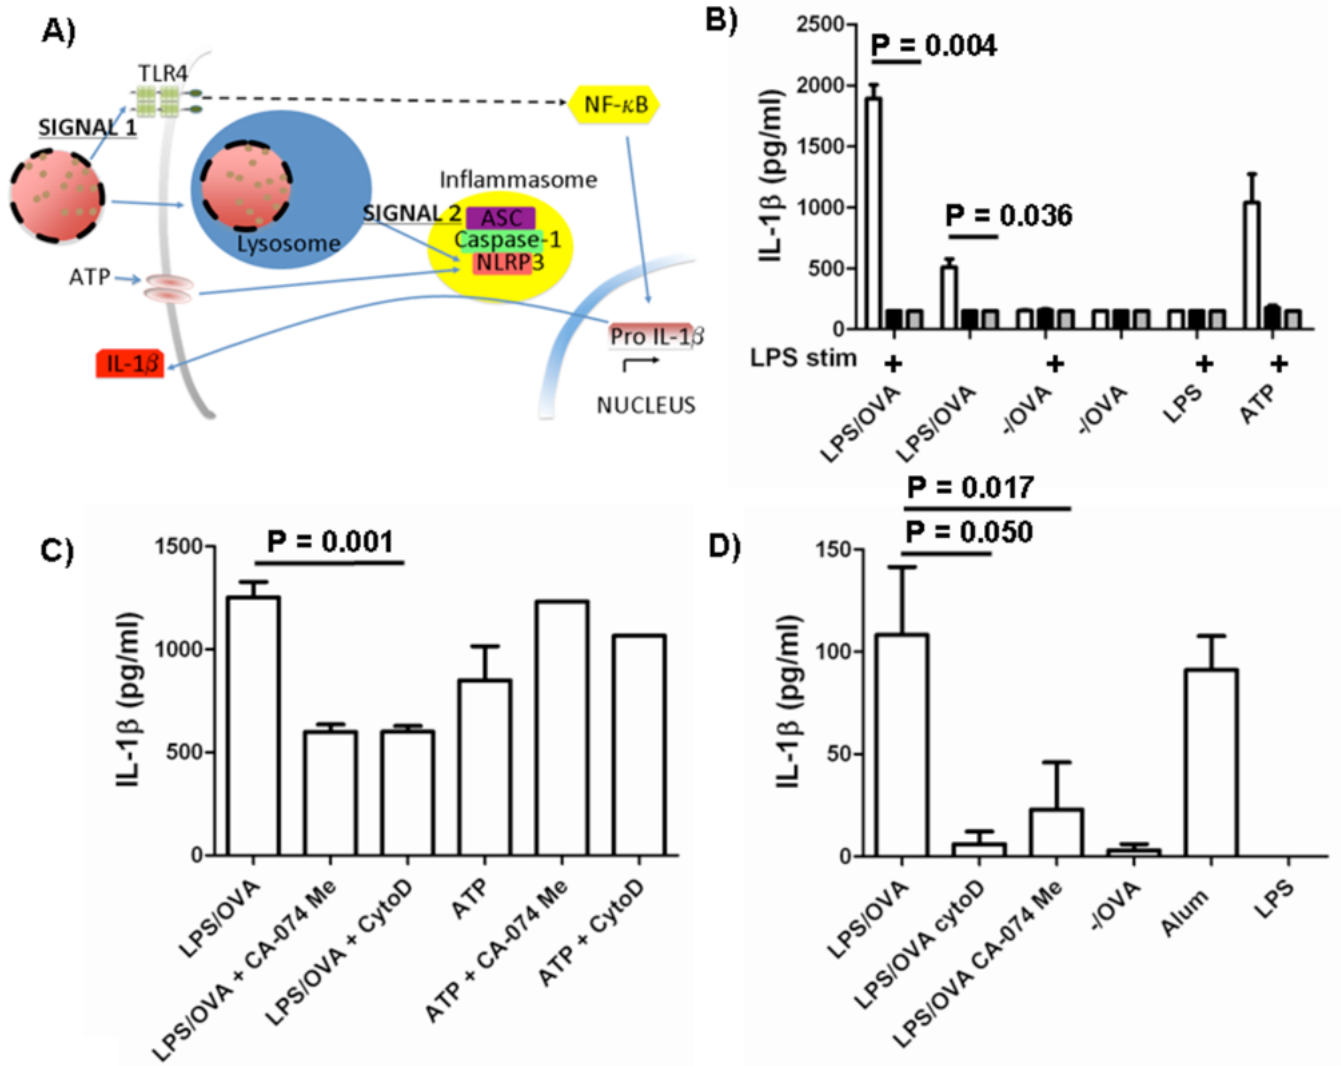 A)
TLR4
SIGNAL 1
NF-κB
Inflammasome
SIGNAL 2
ASC
Caspase-1
NLRP3
Lysosome
ATP
Pro IL-1β
IL-1β
NUCLEUS
B)
IL-1β (pg/ml)
2500
2000
1500
1000
500
0
P = 0.004
P = 0.036
LPS stim + + + +
LPS/OVA
LPS/OVA
-/OVA
-/OVA
LPS
ATP
C)
IL-1β (pg/ml)
1500
1000
500
0
P = 0.001
LPS/OVA
LPS/OVA + CA-074 Me
LPS/OVA + CytoD
ATP
ATP + CA-074 Me
ATP + CytoD
D)
IL-1β (pg/ml)
150
100
50
0
P = 0.017
P = 0.050
LPS/OVA
LPS/OVA cytoD
LPS/OVA CA-074 Me
-/OVA
Alum
LPS